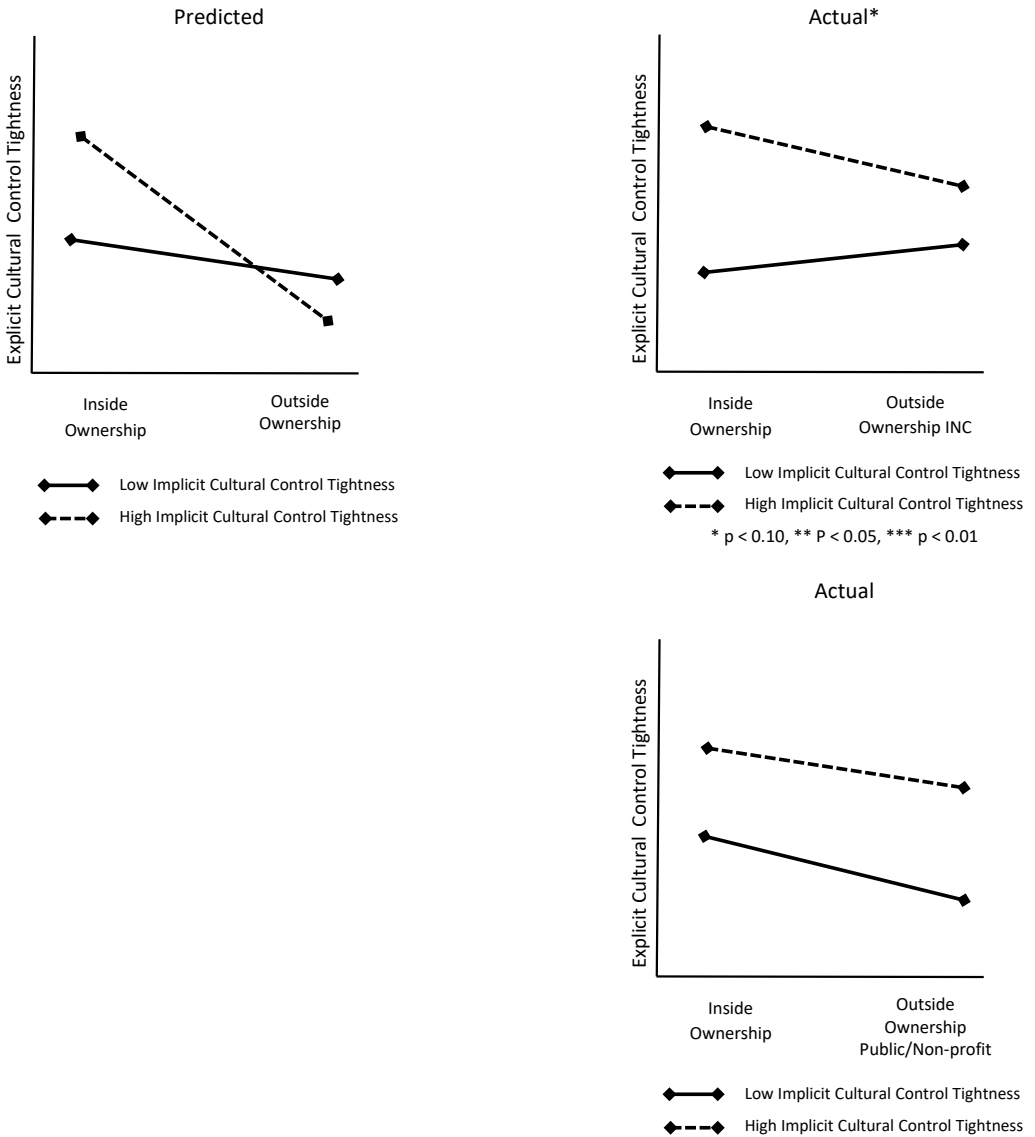 Predicted
Explicit Cultural Control Tightness
Inside
Ownership
Outside
Ownership
Low Implicit Cultural Control Tightness
High Implicit Cultural Control Tightness
Actual*
Explicit Cultural Control Tightness
Inside
Ownership
Outside
Ownership INC
Low Implicit Cultural Control Tightness
High Implicit Cultural Control Tightness
* p < 0.10, ** P < 0.05, *** p < 0.01
Actual
Explicit Cultural Control Tightness
Inside
Ownership
Outside
Ownership
Public/Non-profit
Low Implicit Cultural Control Tightness
High Implicit Cultural Control Tightness